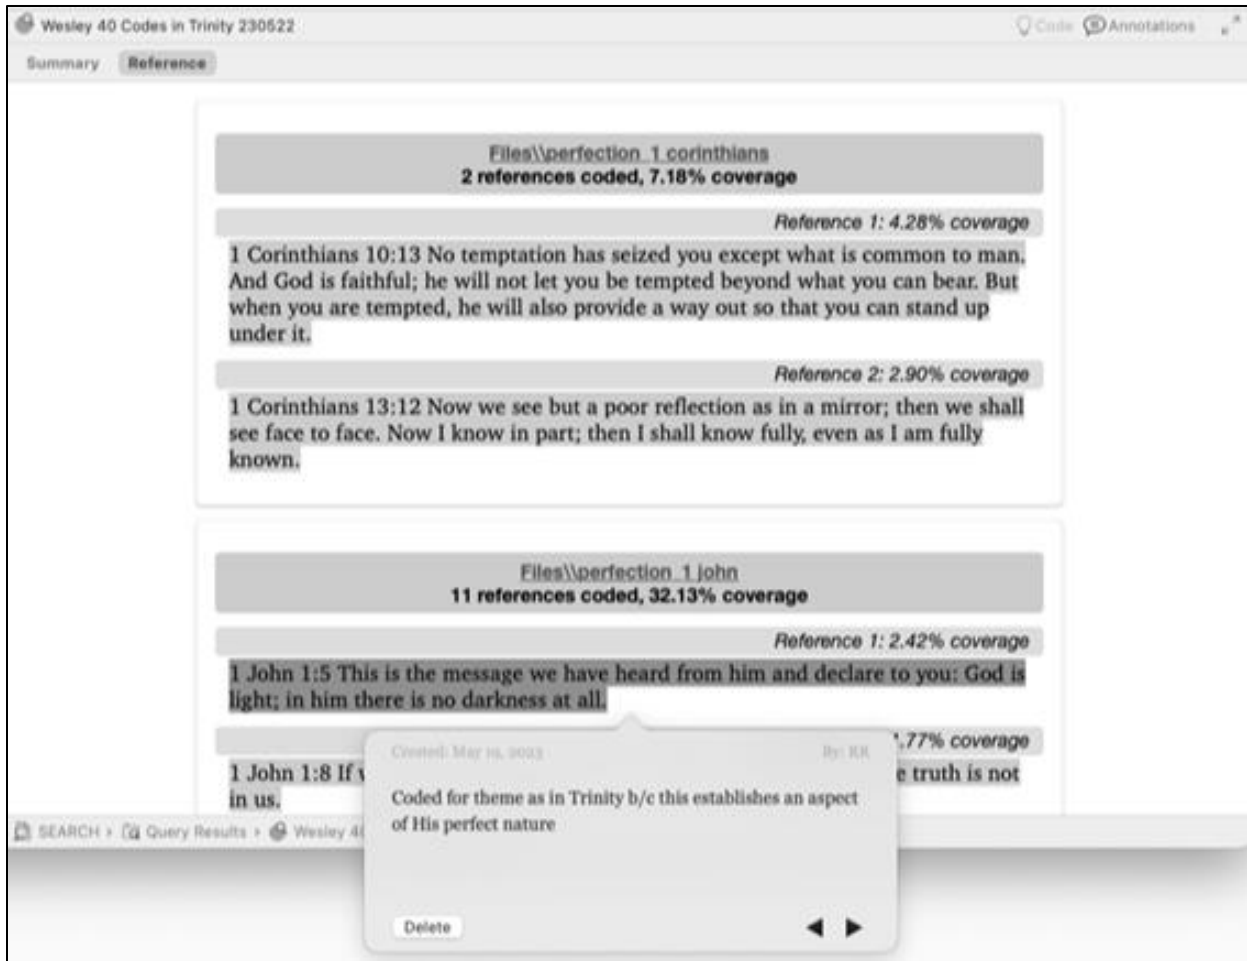 Wesley 40 Codes in Trinity 230522
Code Annotations
Summary Reference
Files\\perfection_1 corinthians
2 references coded, 7.18% coverage
Reference 1: 4.28% coverage
1 Corinthians 10:13 No temptation has seized you except what is common to man.
And God is faithful; he will not let you be tempted beyond what you can bear. But
when you are tempted, he will also provide a way out so that you can stand up
under it.
Reference 2: 2.90% coverage
1 Corinthians 13:12 Now we see but a poor reflection as in a mirror; then we shall
see face to face. Now I know in part; then I shall know fully, even as I am fully
known.
Files\\perfection_1 john
11 references coded, 32.13% coverage
Reference 1: 2.42% coverage
1 John 1:5 This is the message we have heard from him and declare to you: God is
light; in him there is no darkness at all.
.77% coverage
Created: May 19, 2023 By: RR
1 John 1:8 If e truth is not
in us.
Coded for theme as in Trinity b/c this establishes an aspect
of His perfect nature
SEARCH › Query Results › Wesley 4
Delete